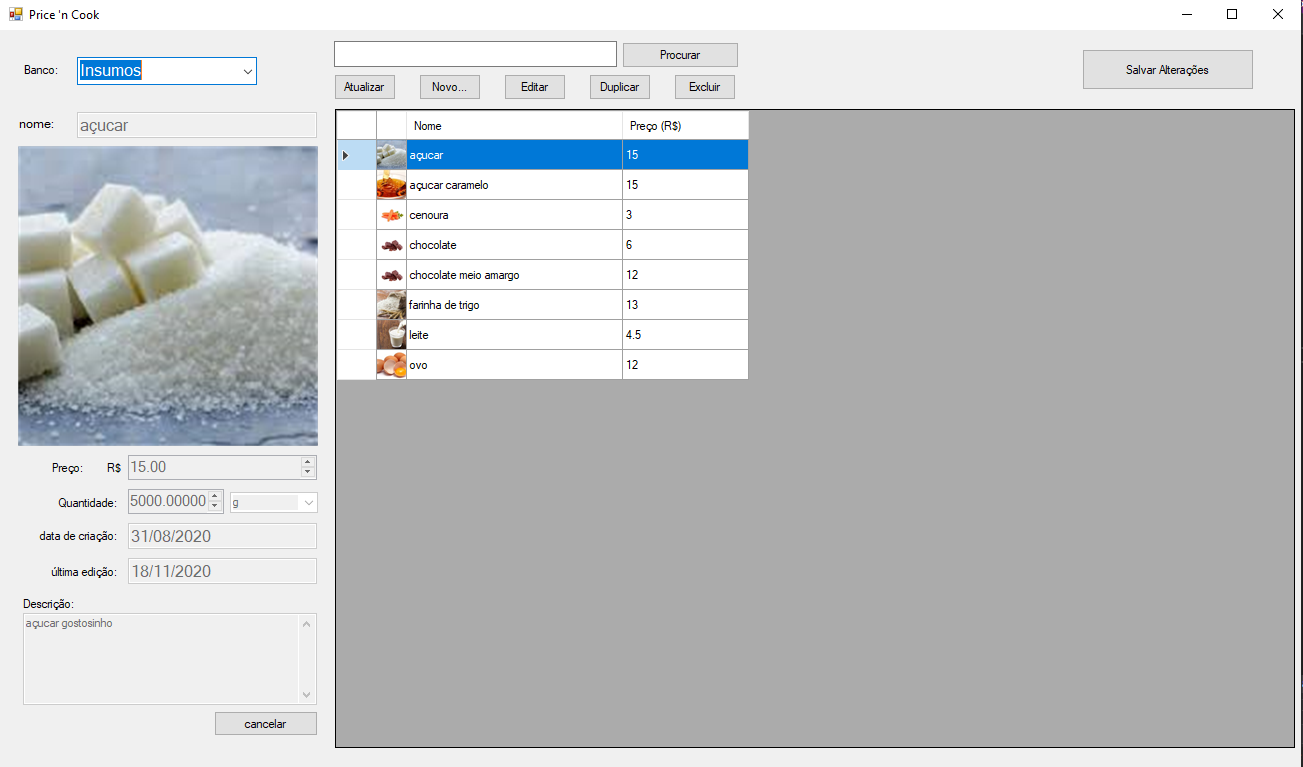 Price 'n Cook
Banco: Insumos
Procurar
Salvar Alterações
Atualizar Novo... Editar Duplicar Excluir
nome: açucar
Nome Preço (R$)
açucar 15
açucar caramelo 15
cenoura 3
chocolate 6
chocolate meio amargo 12
farinha de trigo 13
leite 4.5
ovo 12
Preço: R$ 15.00
Quantidade: 5000.00000 g
data de criação: 31/08/2020
última edição: 18/11/2020
Descrição:
açucar gostosinho
cancelar